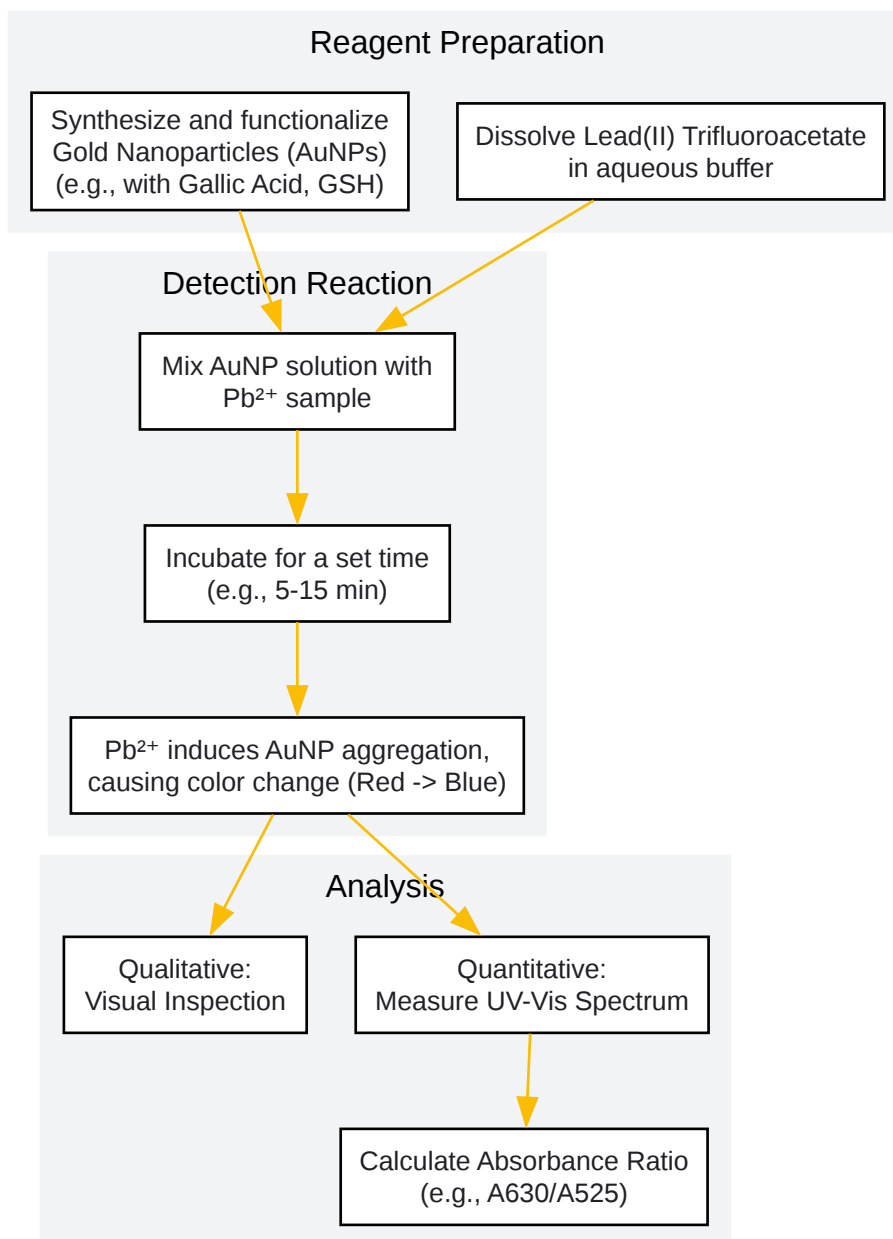 Reagent Preparation
Synthesize and functionalize
Gold Nanoparticles (AuNPs)
(e.g., with Gallic Acid, GSH)
Dissolve Lead(II) Trifluoroacetate
in aqueous buffer
Detection Reaction
Mix AuNP solution with
Pb²⁺ sample
Incubate for a set time
(e.g., 5-15 min)
Pb²⁺ induces AuNP aggregation,
causing color change (Red -> Blue)
Analysis
Qualitative:
Visual Inspection
Quantitative:
Measure UV-Vis Spectrum
Calculate Absorbance Ratio
(e.g., A630/A525)